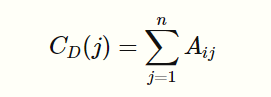 $C_D(j) = \sum_{j=1}^{n} A_{ij}$